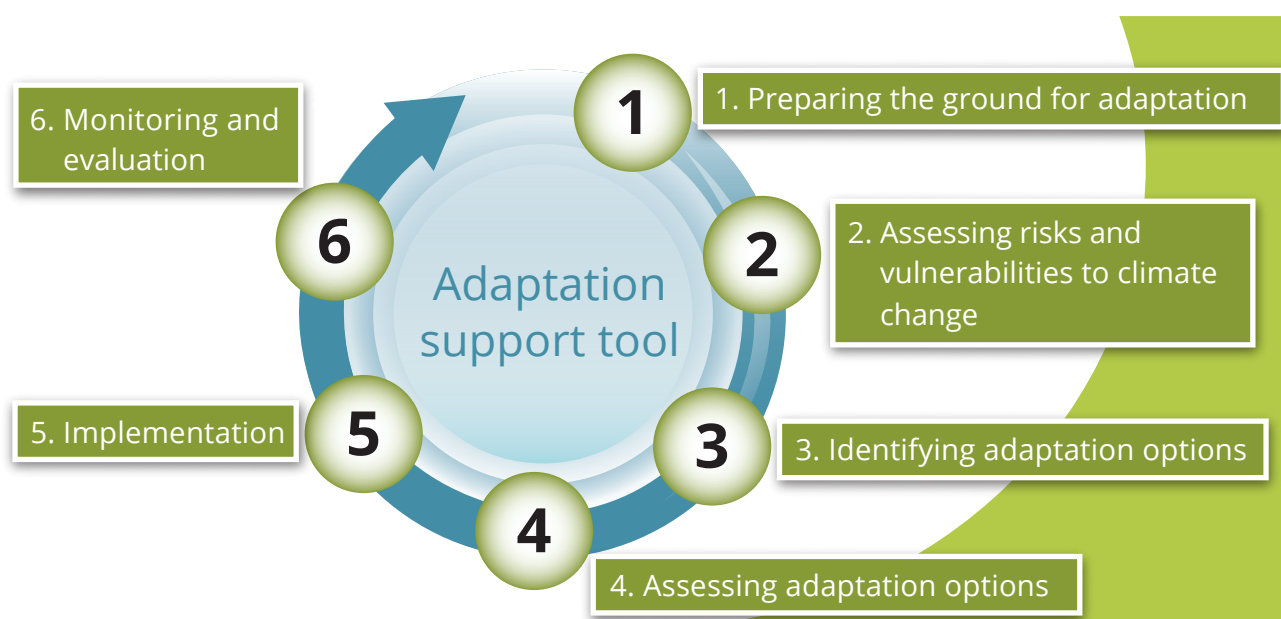 Adaptation
support tool
1
1. Preparing the ground for adaptation
2
2. Assessing risks and
vulnerabilities to climate
change
3
3. Identifying adaptation options
4
4. Assessing adaptation options
5
5. Implementation
6
6. Monitoring and
evaluation